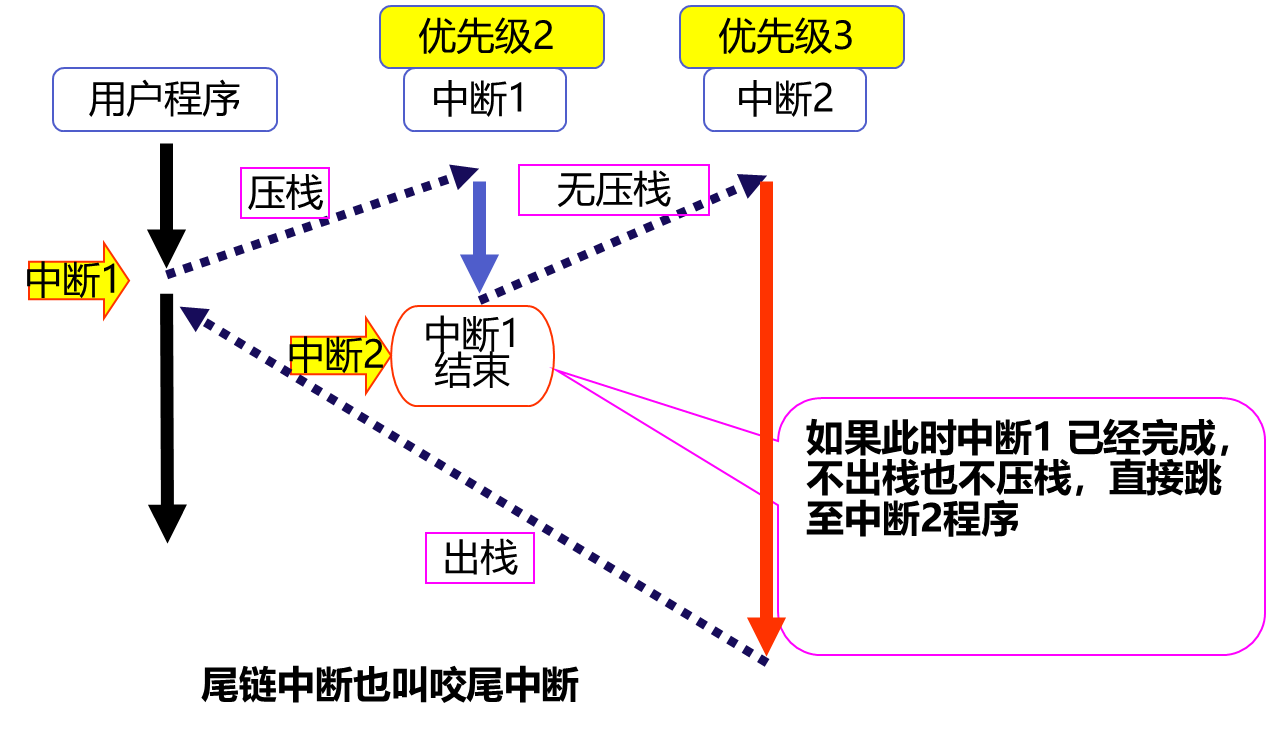 优先级2
优先级3
用户程序
中断1
中断2
压栈
无压栈
中断1
中断2
中断1
结束
如果此时中断1 已经完成，
不出栈也不压栈，直接跳
至中断2程序
出栈
尾链中断也叫咬尾中断